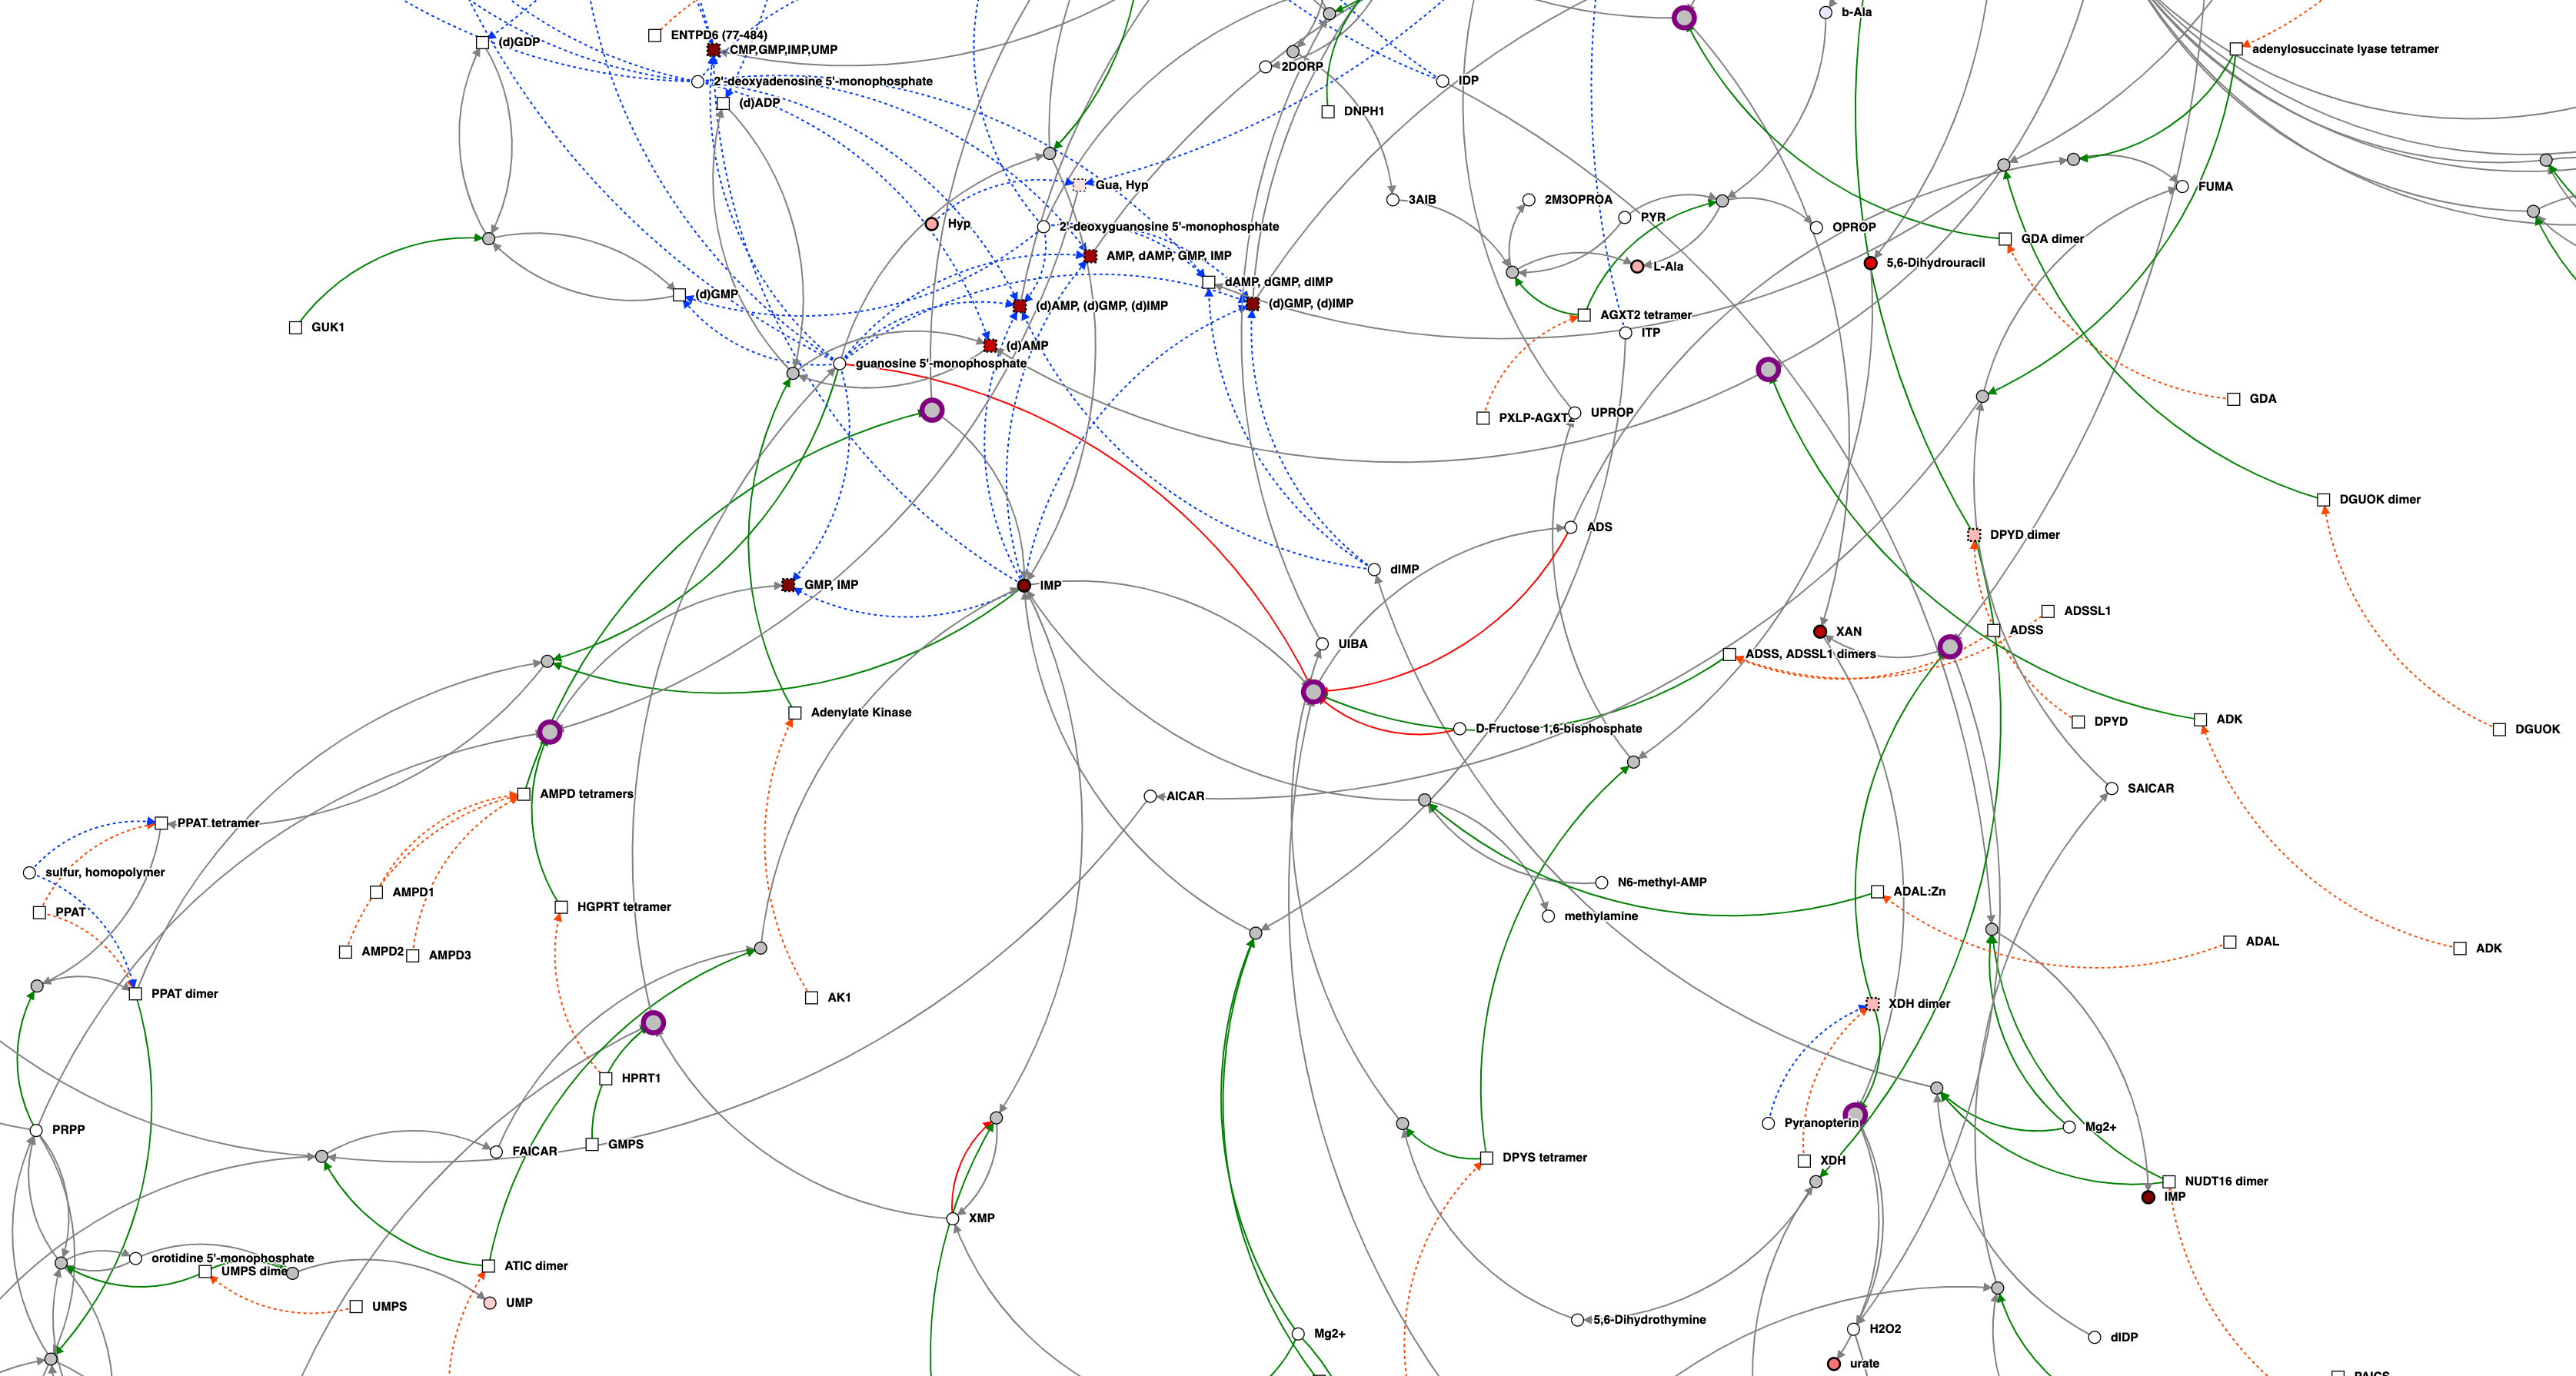 b-Ala
ENTPD6 (77-484)
(d)GDP
CMP,GMP,IMP,UMP
adenylosuccinate lyase tetramer
2DORP
2'-deoxyadenosine 5'-monophosphate
IDP
(d)ADP
DNPH1
Gua, Hyp
FUMA
3AIB
2M3OPROA
PYR
Hyp
2'-deoxyguanosine 5'-monophosphate
OPROP
GDA dimer
AMP, dAMP, GMP, IMP
L-Ala
5,6-Dihydrouracil
dAMP, dGMP, dIMP
(d)GMP
(d)AMP, (d)GMP, (d)IMP
(d)GMP, (d)IMP
AGXT2 tetramer
GUK1
ITP
(d)AMP
guanosine 5'-monophosphate
GDA
UPROP
PXLP-AGXT2
DGUOK dimer
ADS
DPYD dimer
dIMP
GMP, IMP
IMP
ADSSL1
XAN
ADSS
UIBA
ADSS, ADSSL1 dimers
Adenylate Kinase
ADK
DPYD
D-Fructose 1,6-bisphosphate
DGUOK
SAICAR
AMPD tetramers
AICAR
PPAT tetramer
sulfur, homopolymer
N6-methyl-AMP
AMPD1
ADAL:Zn
HGPRT tetramer
PPAT
methylamine
ADAL
ADK
AMPD2
AMPD3
PPAT dimer
AK1
XDH dimer
HPRT1
Pyranopterin
Mg2+
PRPP
GMPS
FAICAR
DPYS tetramer
XDH
NUDT16 dimer
IMP
XMP
orotidine 5'-monophosphate
ATIC dimer
UMPS dimer
UMP
UMPS
5,6-Dihydrothymine
H2O2
Mg2+
dIDP
urate